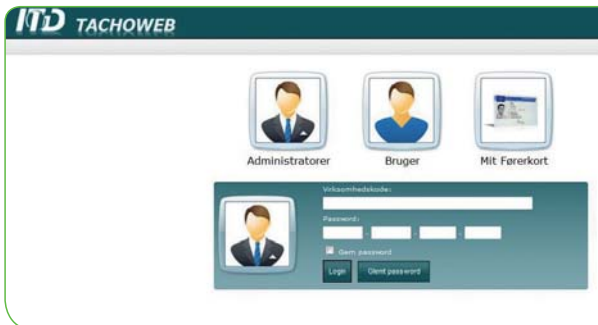 ITD TACHOWEB
Administratorer Bruger Mit Førerkort
Virksomhedskode:
Password:
- - -
Gem password
Login Glemt password